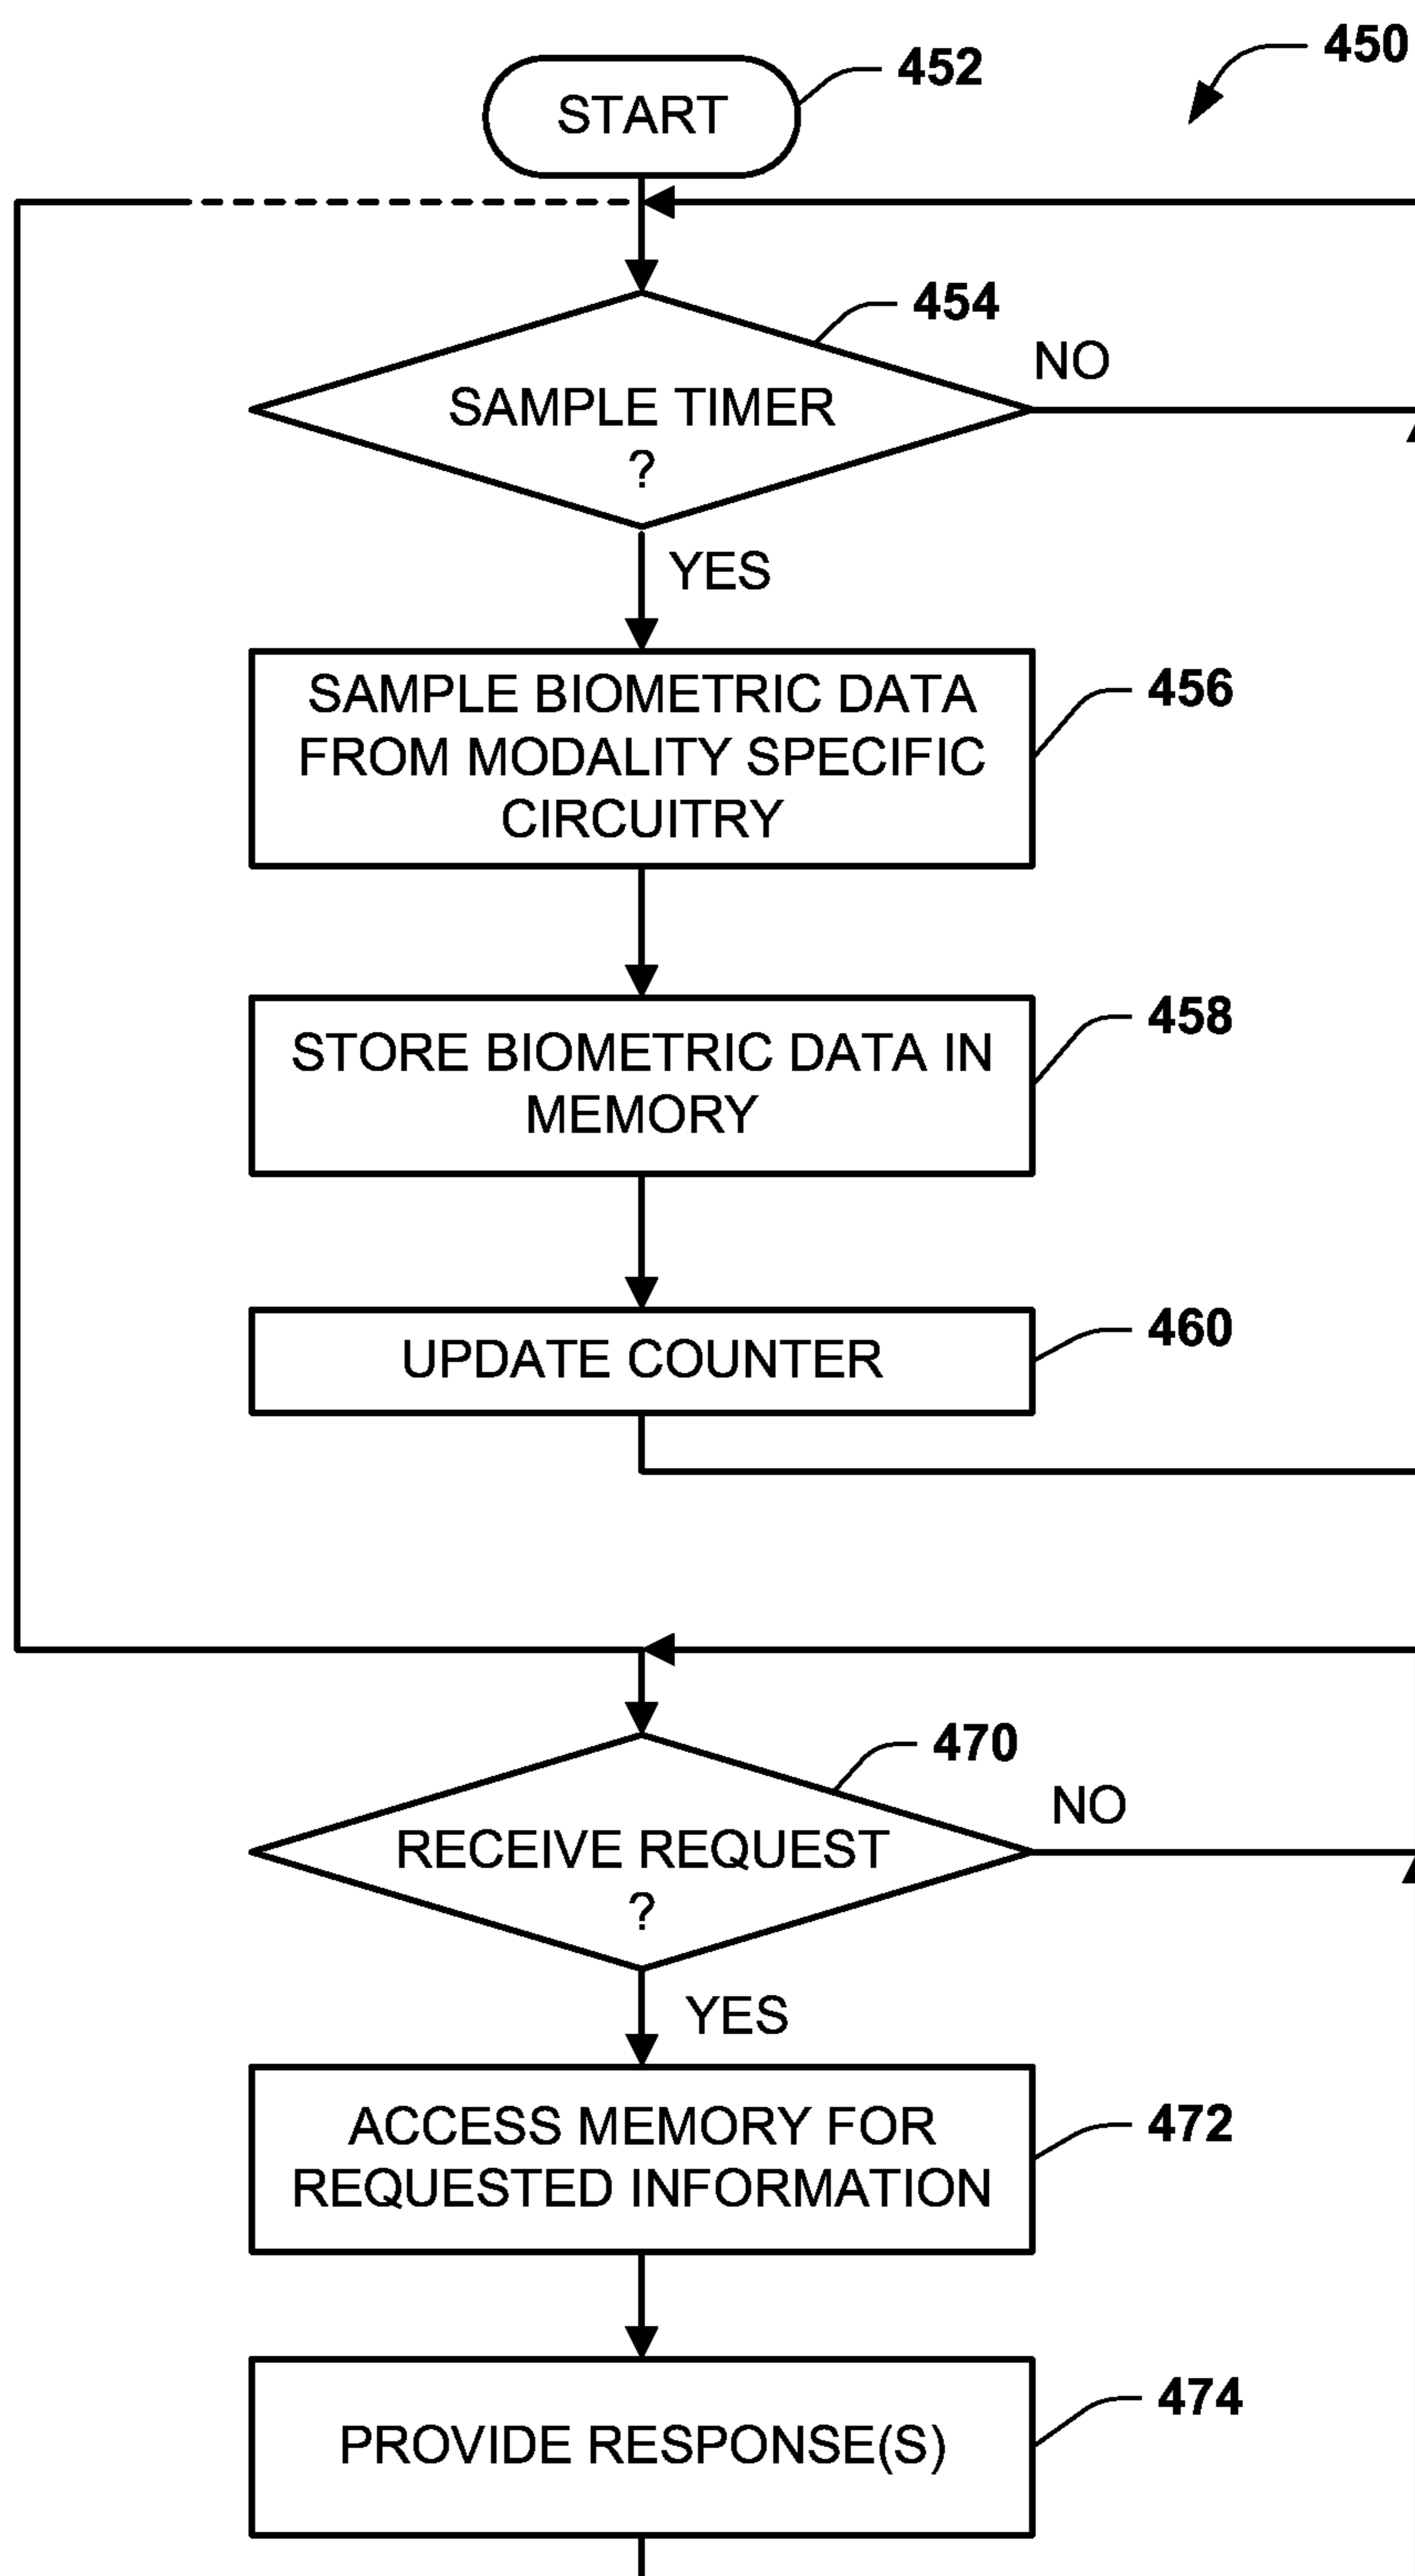 450
452
START
454
NO
SAMPLE TIMER
?
YES
SAMPLE BIOMETRIC DATA
FROM MODALITY SPECIFIC
CIRCUITRY
456
STORE BIOMETRIC DATA IN
MEMORY
458
UPDATE COUNTER
460
470
NO
RECEIVE REQUEST
?
YES
ACCESS MEMORY FOR
REQUESTED INFORMATION
472
PROVIDE RESPONSE(S)
474